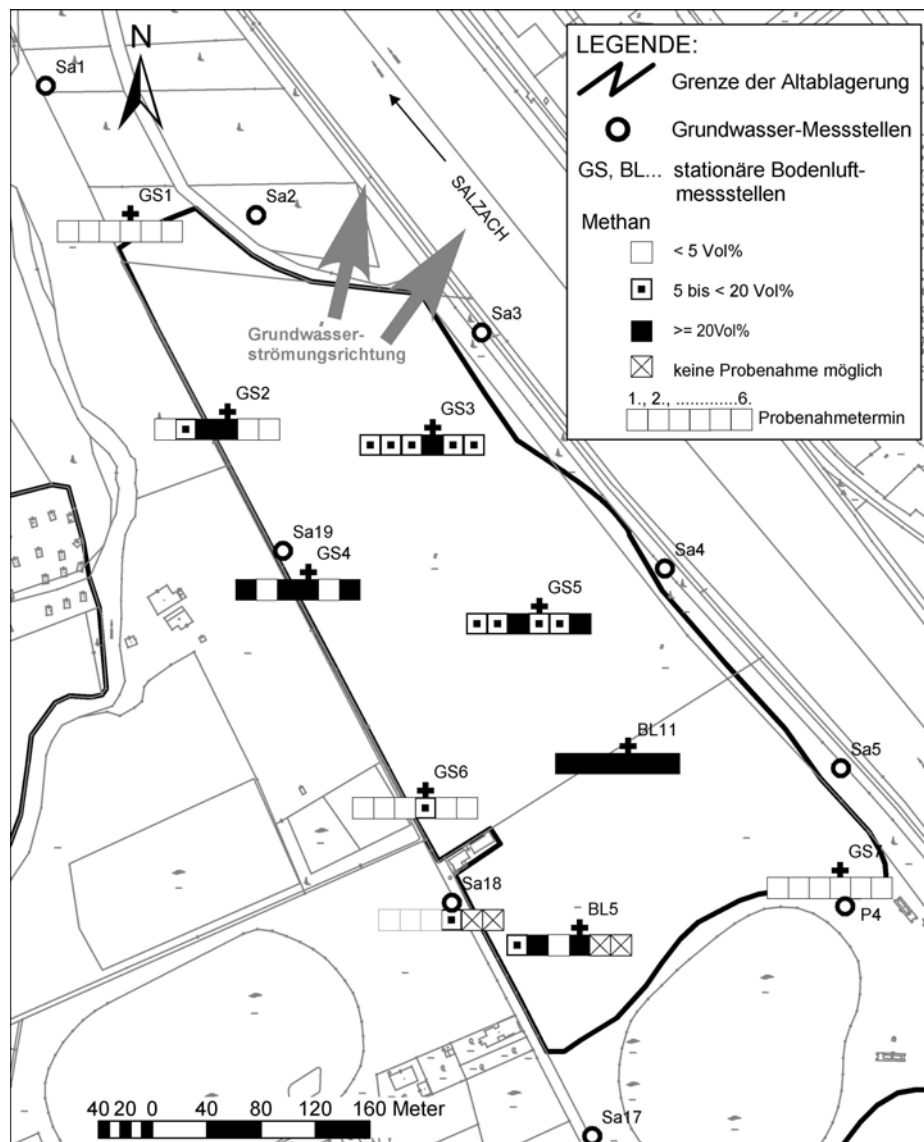 N
Sa1
GS1
Sa2
SALZACH
Sa3
Grundwasser-
strömungsrichtung
GS2
GS3
Sa19
GS4
Sa4
GS5
BL11
Sa5
GS6
GS7
Sa18
P4
BL5
Sa17
40 20 0 40 80 120 160 Meter
LEGENDE:
Grenze der Altablagerung
Grundwasser-Messstellen
GS, BL... stationäre Bodenluft-
messstellen
Methan
< 5 Vol%
5 bis < 20 Vol%
>= 20Vol%
keine Probenahme möglich
1., 2., .............6.
Probenahmetermin